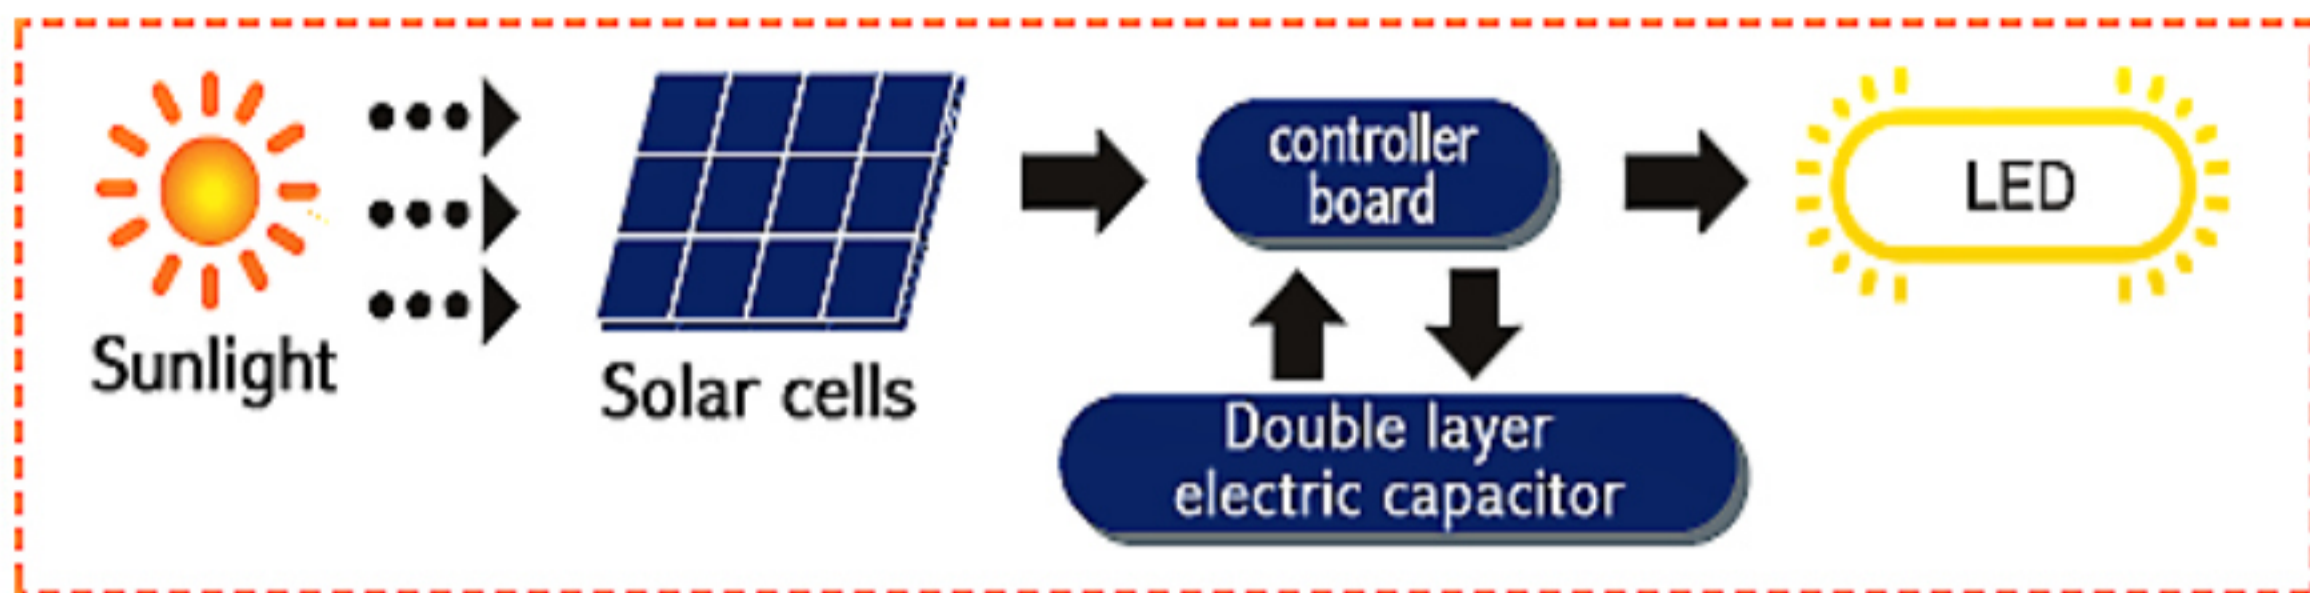 Sunlight
Solar cells
controller
board
LED
Double layer
electric capacitor